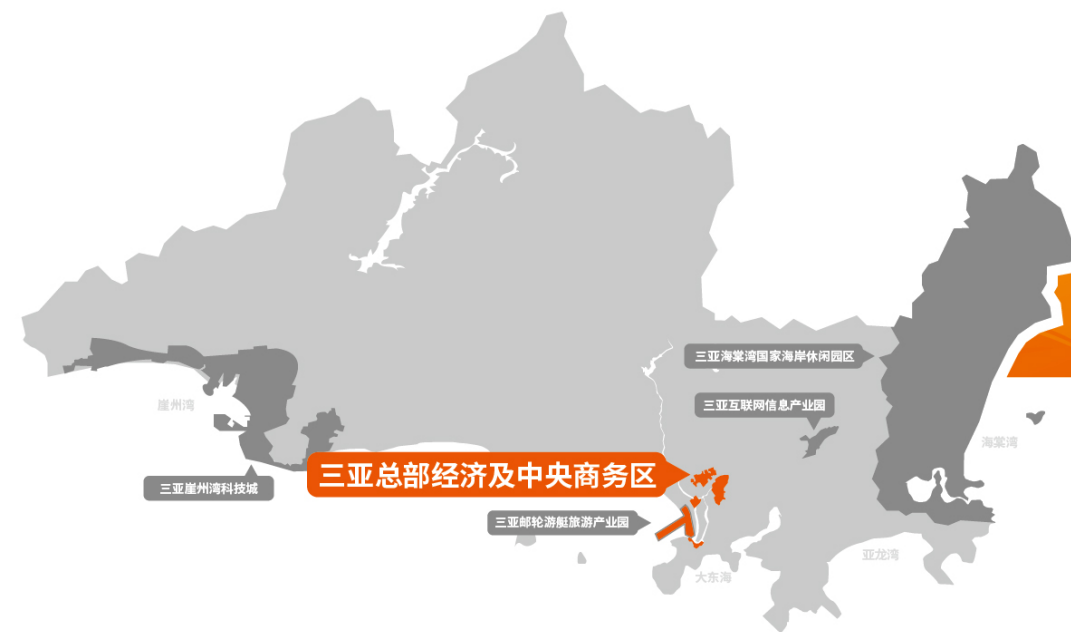 三亚海棠湾国家海岸休闲园区
三亚互联网信息产业园
崖州湾
海棠湾
三亚总部经济及中央商务区
三亚崖州湾科技城
三亚邮轮游艇旅游产业园
亚龙湾
大东海